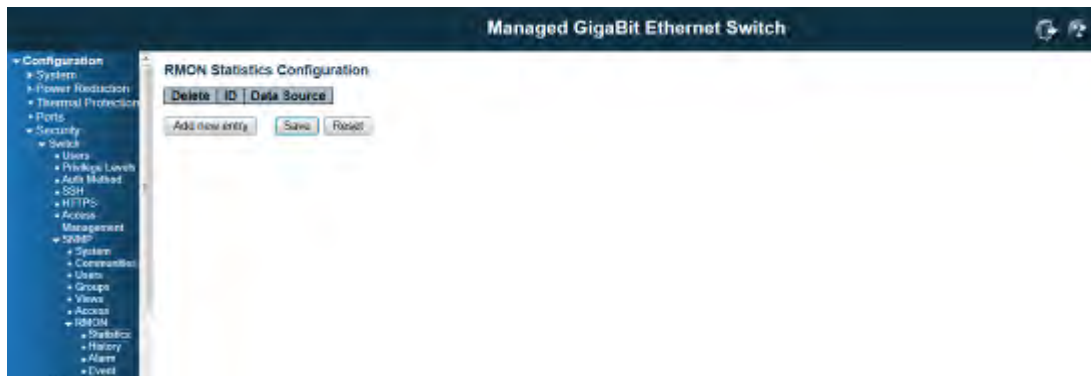 Managed GigaBit Ethernet Switch
Configuration
System
Power Reduction
Thermal Protection
Ports
Security
Switch
Users
Privilege Levels
Auth Method
SSH
HTTPS
Access
Management
SNMP
System
Communities
Users
Groups
Views
Access
RMON
Statistics
History
Alarm
Event
RMON Statistics Configuration
Delete ID Data Source
Add new entry Save Reset